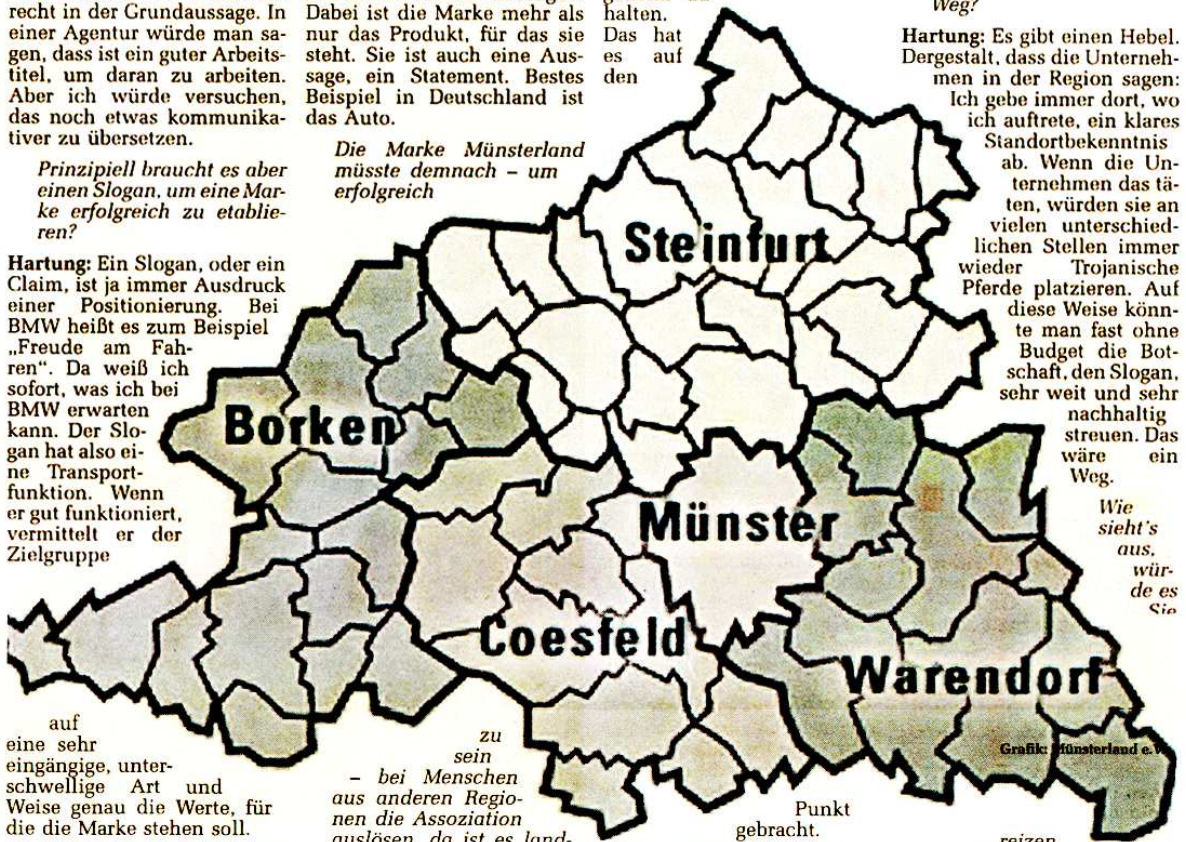 recht in der Grundaussage. In
einer Agentur würde man sa-
gen, dass ist ein guter Arbeits-
titel, um daran zu arbeiten.
Aber ich würde versuchen,
das noch etwas kommunika-
tiver zu übersetzen.
Prinzipiell braucht es aber
einen Slogan, um eine Mar-
ke erfolgreich zu etablie-
ren?
Hartung: Ein Slogan, oder ein
Claim, ist ja immer Ausdruck
einer Positionierung. Bei
BMW heißt es zum Beispiel
„Freude am Fah-
ren“. Da weiß ich
sofort, was ich bei
BMW erwarten
kann. Der Slo-
gan hat also ei-
ne Transport-
funktion. Wenn
er gut funktioniert,
vermittelt er der
Zielgruppe
auf
eine sehr
eingängige, unter-
schwellige Art und
Weise genau die Werte, für
die die Marke stehen soll.
Dabei ist die Marke mehr als
nur das Produkt, für das sie
steht. Sie ist auch eine Aus-
sage, ein Statement. Bestes
Beispiel in Deutschland ist
das Auto.
Die Marke Münsterland
müsste demnach – um
erfolgreich
zu
sein
– bei Menschen
aus anderen Regio-
nen die Assoziation
auslösen, da ist es land-
halten.
Das hat
es auf
den
Punkt
gebracht.
Weg?
Hartung: Es gibt einen Hebel.
Dergestalt, dass die Unterneh-
men in der Region sagen:
Ich gebe immer dort, wo
ich auftrete, ein klares
Standortbekenntnis
ab. Wenn die Un-
ternehmen das tä-
ten, würden sie an
vielen unterschied-
lichen Stellen immer
wieder Trojanische
Pferde platzieren. Auf
diese Weise könn-
te man fast ohne
Budget die Bot-
schaft, den Slogan,
sehr weit und sehr
nachhaltig
streuen. Das
wäre ein
Weg.
Wie
sieht's
aus,
wür-
de es
Sie
reizen
Steinfurt
Borken
Münster
Coesfeld
Warendorf
Grafik: Münsterland e.V.